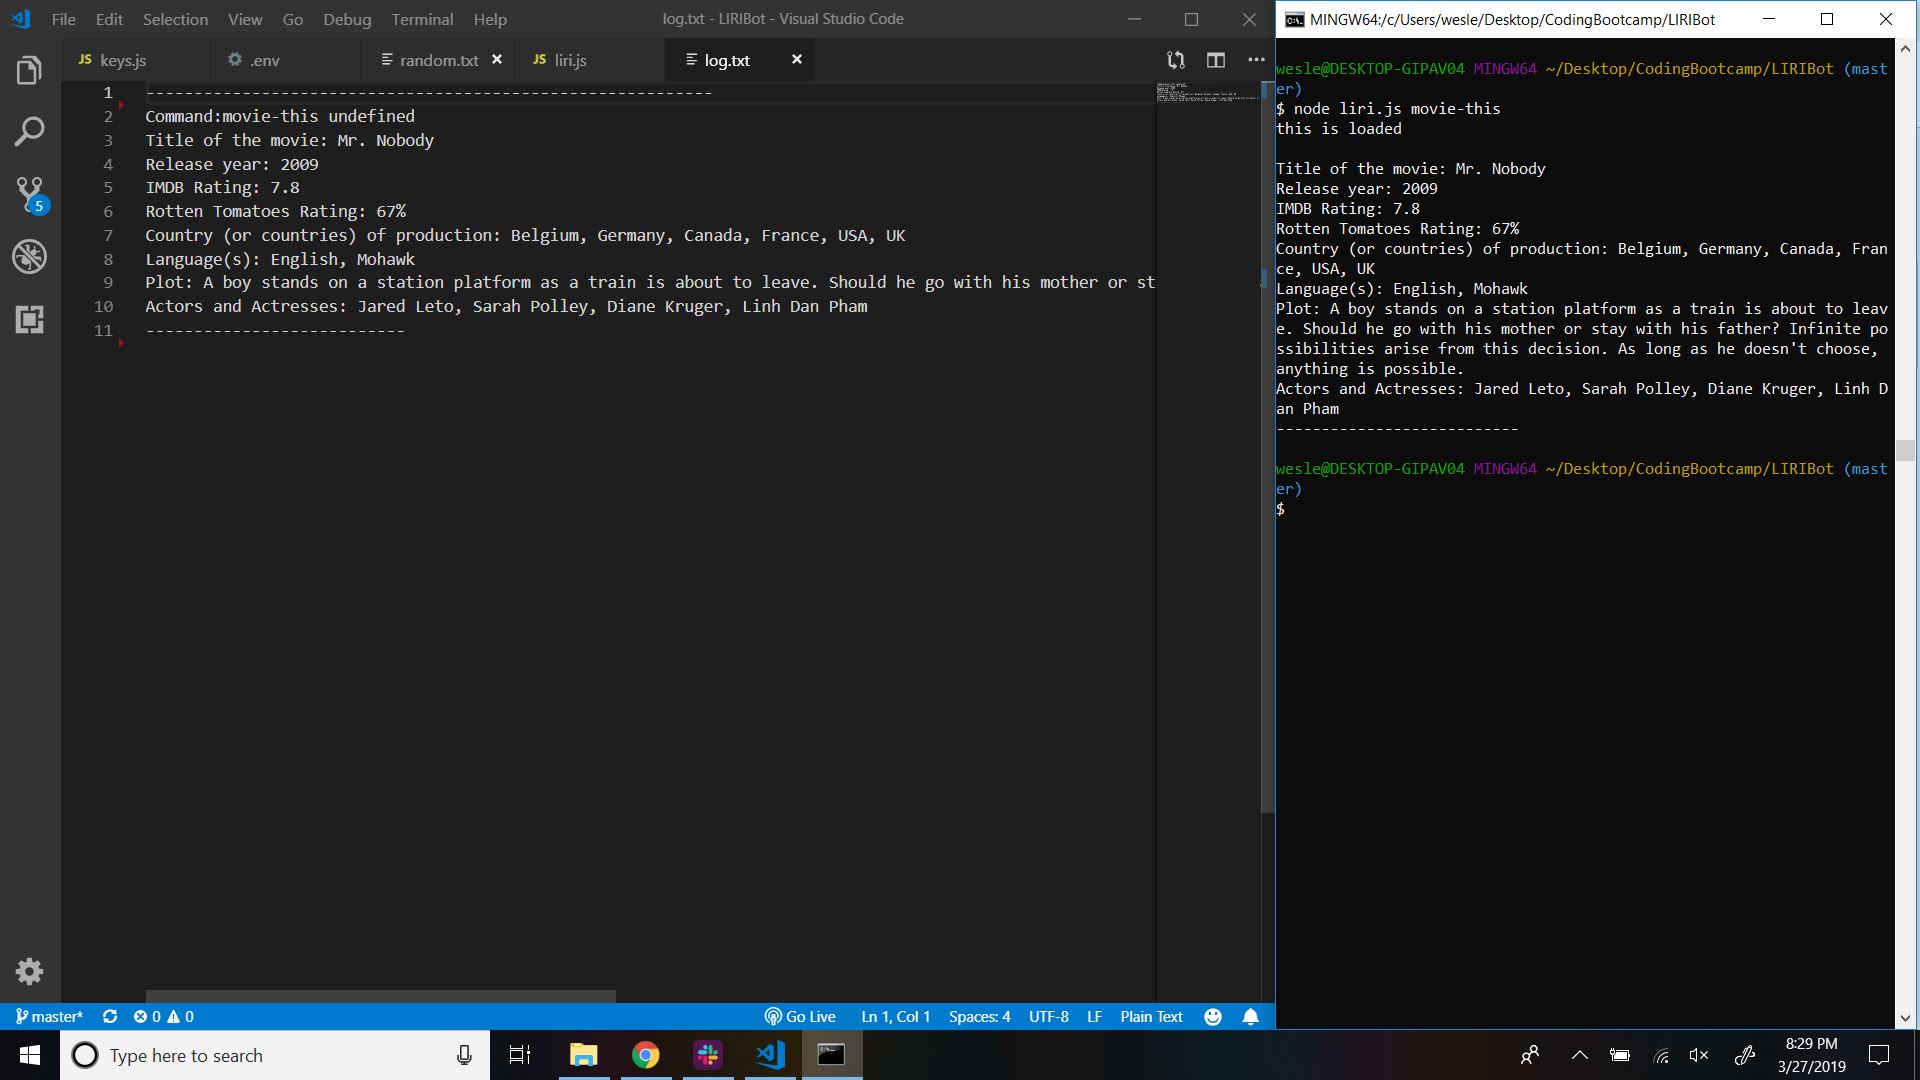 File Edit Selection View Go Debug Terminal Help
log.txt - LIRIBot - Visual Studio Code
JS keys.js
.env
random.txt
JS liri.js
log.txt
1 -----------------------------------------------------------
2 Command:movie-this undefined
3 Title of the movie: Mr. Nobody
4 Release year: 2009
5 IMDB Rating: 7.8
6 Rotten Tomatoes Rating: 67%
7 Country (or countries) of production: Belgium, Germany, Canada, France, USA, UK
8 Language(s): English, Mohawk
9 Plot: A boy stands on a station platform as a train is about to leave. Should he go with his mother or st
10 Actors and Actresses: Jared Leto, Sarah Polley, Diane Kruger, Linh Dan Pham
11 ---------------------------
5
master* 0 0
Go Live Ln 1, Col 1 Spaces: 4 UTF-8 LF Plain Text
MINGW64:/c/Users/wesle/Desktop/CodingBootcamp/LIRIBot
wesle@DESKTOP-GIPAV04 MINGW64 ~/Desktop/CodingBootcamp/LIRIBot (mast
er)
$ node liri.js movie-this
this is loaded
Title of the movie: Mr. Nobody
Release year: 2009
IMDB Rating: 7.8
Rotten Tomatoes Rating: 67%
Country (or countries) of production: Belgium, Germany, Canada, Fran
ce, USA, UK
Language(s): English, Mohawk
Plot: A boy stands on a station platform as a train is about to leav
e. Should he go with his mother or stay with his father? Infinite po
ssibilities arise from this decision. As long as he doesn't choose,
anything is possible.
Actors and Actresses: Jared Leto, Sarah Polley, Diane Kruger, Linh D
an Pham
---------------------------
wesle@DESKTOP-GIPAV04 MINGW64 ~/Desktop/CodingBootcamp/LIRIBot (mast
er)
$
Type here to search
8:29 PM
3/27/2019